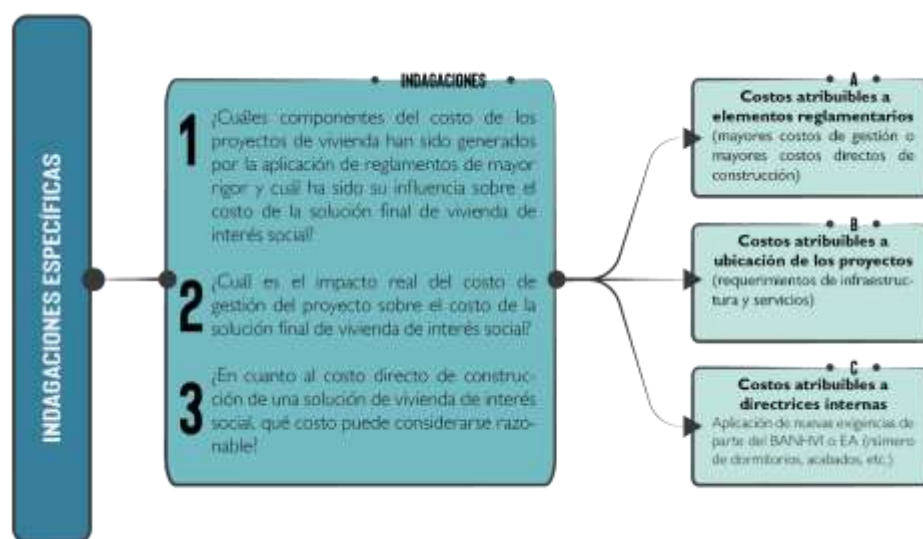 INDAGACIONES ESPECÍFICAS
INDAGACIONES
1
¿Cuáles componentes del costo de los
proyectos de vivienda han sido generados
por la aplicación de reglamentos de mayor
rigor y cuál ha sido su influencia sobre el
costo de la solución final de vivienda de
interés social?
2
¿Cuál es el impacto real del costo de
gestión del proyecto sobre el costo de la
solución final de vivienda de interés social?
3
¿En cuanto al costo directo de construc-
ción de una solución de vivienda de interés
social, qué costo puede considerarse razo-
nable?
A
Costos atribuibles a
elementos reglamentarios
(mayores costos de gestión o
mayores costos directos de
construcción)
B
Costos atribuibles a
ubicación de los proyectos
(requerimientos de infraestruc-
tura y servicios)
C
Costos atribuibles a
directrices internas
Aplicación de nuevas exigencias de
parte del BANHVI o EA (número
de dormitorios, acabados, etc.)